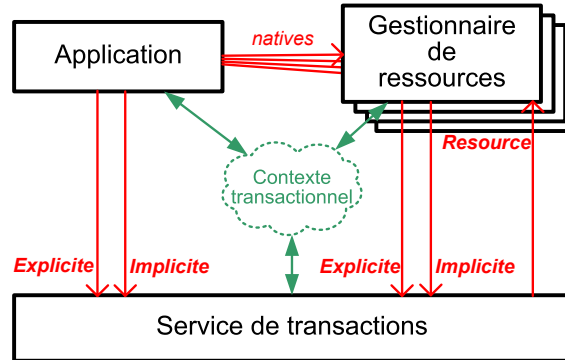 Application
natives
Gestionnaire
de
ressources
Resource
Contexte
transactionnel
Explicite
Implicite
Explicite
Implicite
Service de transactions